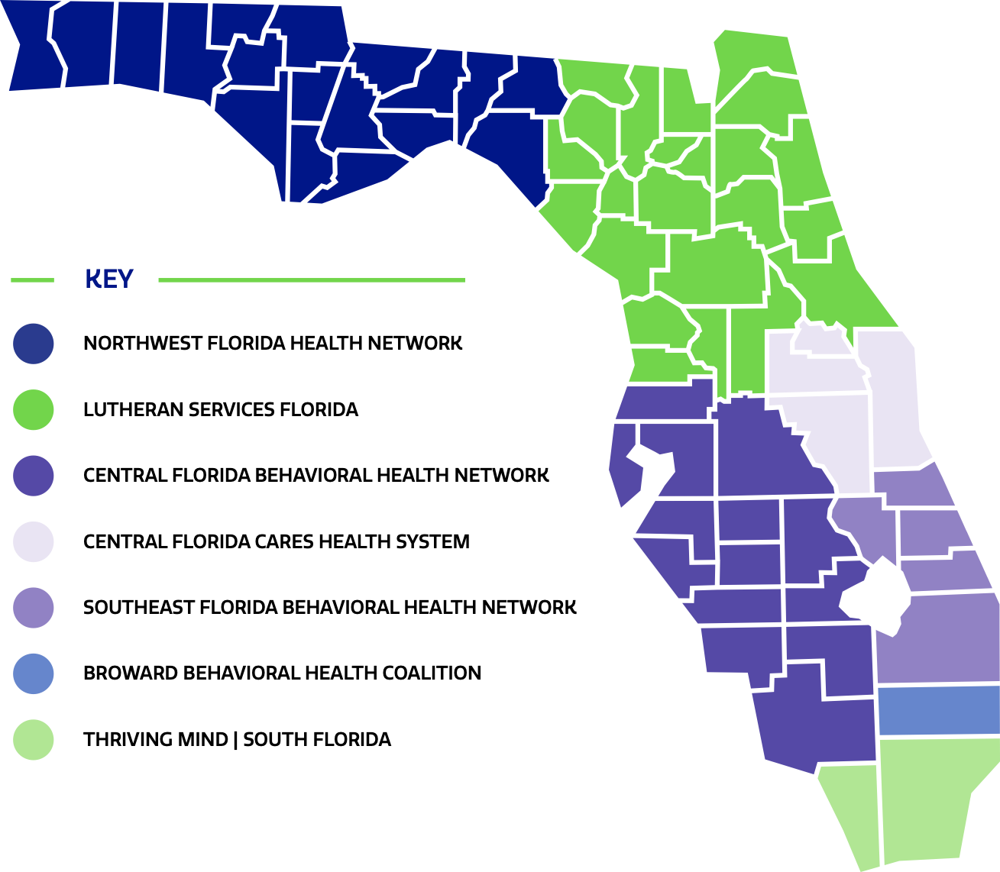 KEY
NORTHWEST FLORIDA HEALTH NETWORK
LUTHERAN SERVICES FLORIDA
CENTRAL FLORIDA BEHAVIORAL HEALTH NETWORK
CENTRAL FLORIDA CARES HEALTH SYSTEM
SOUTHEAST FLORIDA BEHAVIORAL HEALTH NETWORK
BROWARD BEHAVIORAL HEALTH COALITION
THRIVING MIND | SOUTH FLORIDA